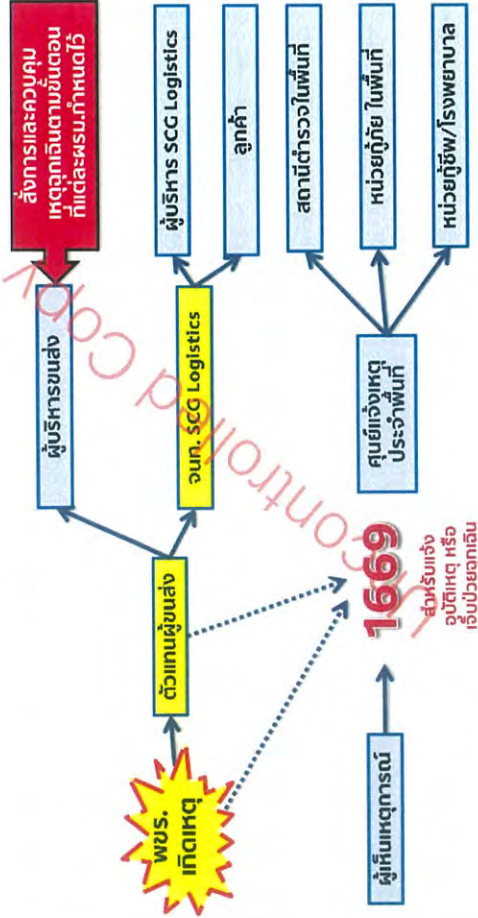 พขร.
เกิดเหตุ
ตัวแทนผู้ขนส่ง
ผู้บริหารขนส่ง
สั่งการและควบคุม
เหตุฉุกเฉินตามขั้นตอน
ที่แต่ละผรม.กำหนดไว้
จนท. SCG Logistics
ผู้บริหาร SCG Logistics
ลูกค้า
ผู้เห็นเหตุการณ์
1669
สำหรับแจ้ง
อุบัติเหตุ หรือ
เจ็บป่วยฉุกเฉิน
ศูนย์แจ้งเหตุ
ประจำพื้นที่
สถานีตำรวจในพื้นที่
หน่วยกู้ภัย ในพื้นที่
หน่วยกู้ชีพ/โรงพยาบาล
Uncontrolled Copy